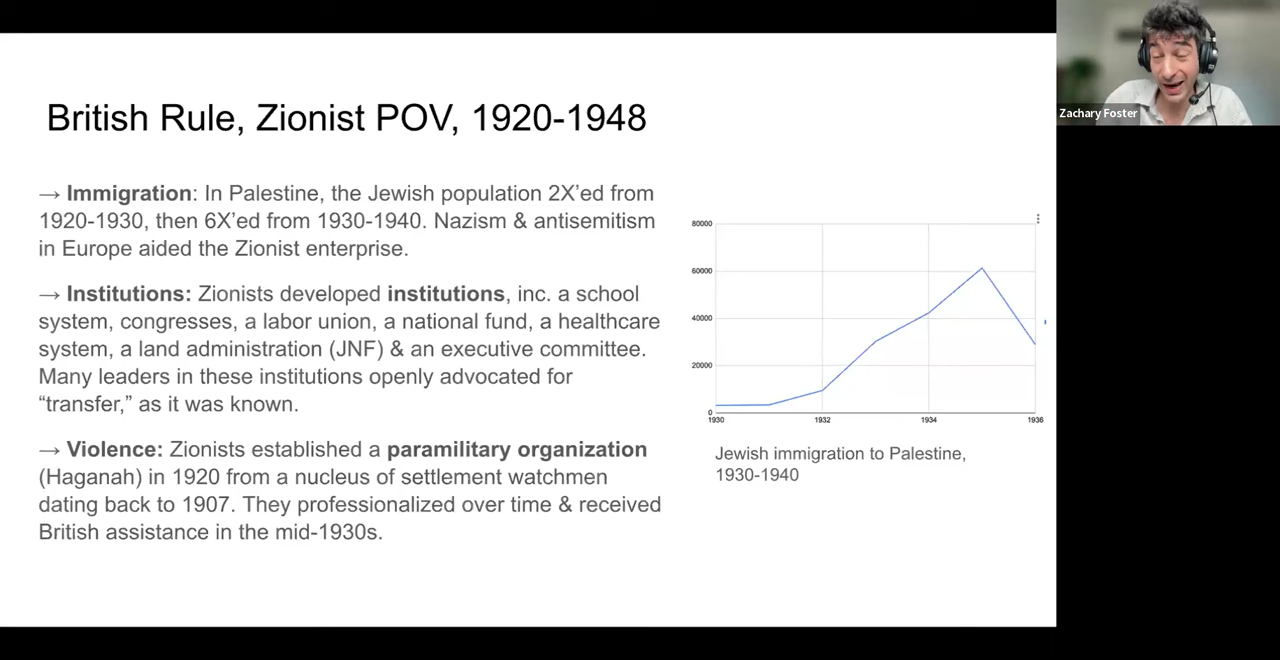 British Rule, Zionist POV, 1920-1948
→ Immigration: In Palestine, the Jewish population 2X’ed from
1920-1930, then 6X’ed from 1930-1940. Nazism & antisemitism
in Europe aided the Zionist enterprise.
→ Institutions: Zionists developed institutions, inc. a school
system, congresses, a labor union, a national fund, a healthcare
system, a land administration (JNF) & an executive committee.
Many leaders in these institutions openly advocated for
“transfer,” as it was known.
→ Violence: Zionists established a paramilitary organization
(Haganah) in 1920 from a nucleus of settlement watchmen
dating back to 1907. They professionalized over time & received
British assistance in the mid-1930s.
80000
60000
40000
20000
0
1930 1932 1934 1936
Jewish immigration to Palestine,
1930-1940
Zachary Foster